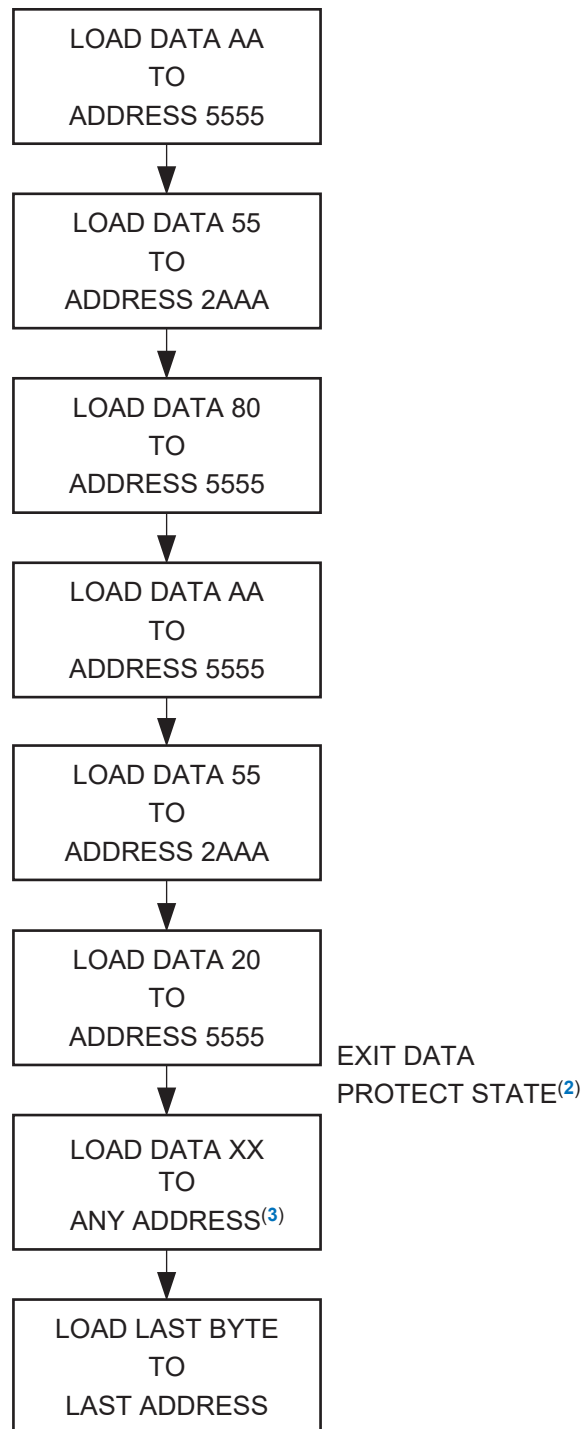 LOAD DATA AA
TO
ADDRESS 5555
LOAD DATA 55
TO
ADDRESS 2AAA
LOAD DATA 80
TO
ADDRESS 5555
LOAD DATA AA
TO
ADDRESS 5555
LOAD DATA 55
TO
ADDRESS 2AAA
LOAD DATA 20
TO
ADDRESS 5555
EXIT DATA
PROTECT STATE(2)
LOAD DATA XX
TO
ANY ADDRESS(3)
LOAD LAST BYTE
TO
LAST ADDRESS